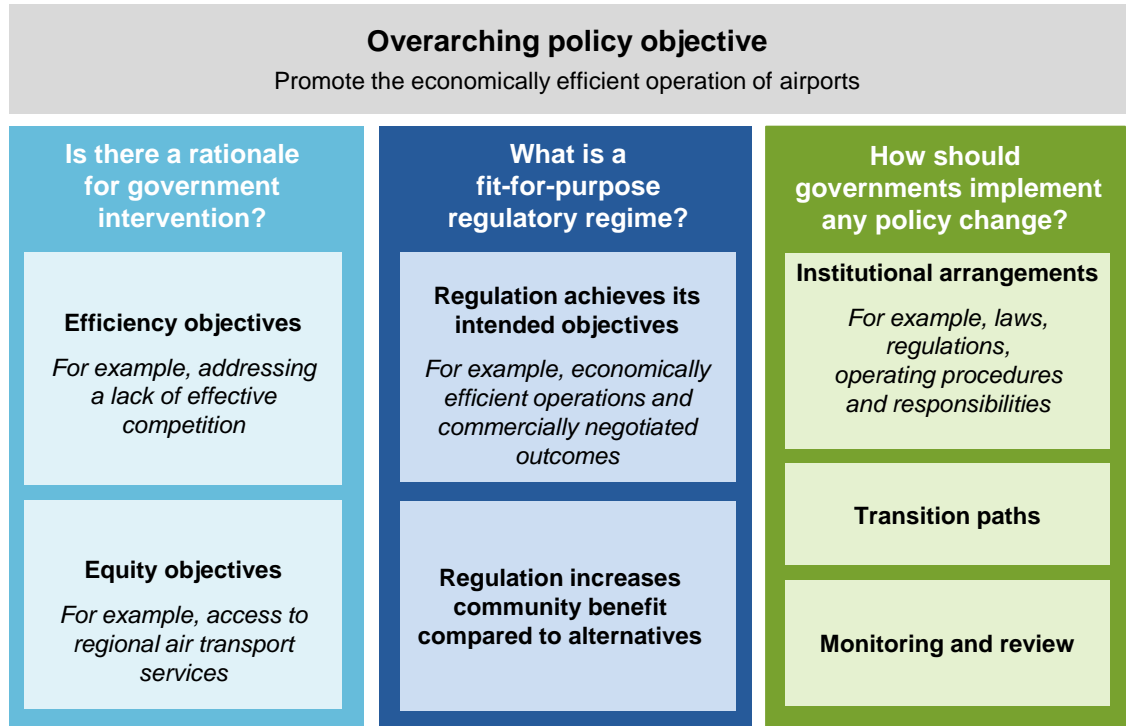 Overarching policy objective
Promote the economically efficient operation of airports
Is there a rationale
for government
intervention?
Efficiency objectives
For example, addressing
a lack of effective
competition
Equity objectives
For example, access to
regional air transport
services
What is a
fit-for-purpose
regulatory regime?
Regulation achieves its
intended objectives
For example, economically
efficient operations and
commercially negotiated
outcomes
Regulation increases
community benefit
compared to alternatives
How should
governments implement
any policy change?
Institutional arrangements
For example, laws,
regulations,
operating procedures
and responsibilities
Transition paths
Monitoring and review